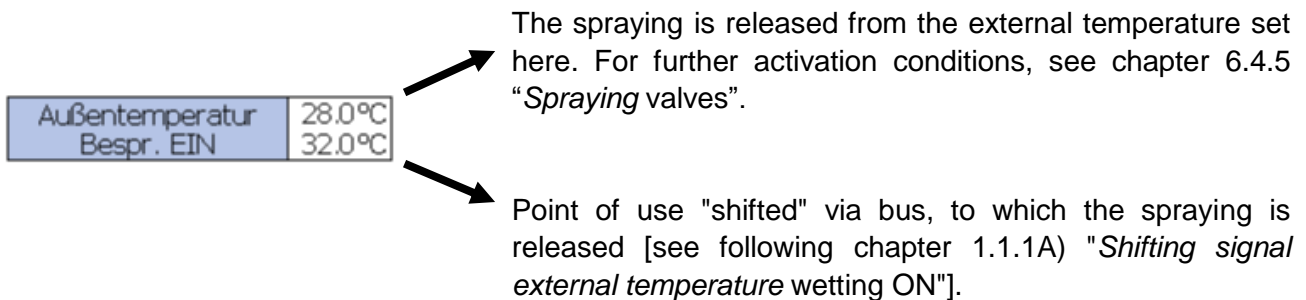 The spraying is released from the external temperature set
here. For further activation conditions, see chapter 6.4.5
“Spraying valves”.
Außentemperatur 28.0°C
Bespr. EIN 32.0°C
Point of use "shifted" via bus, to which the spraying is
released [see following chapter 1.1.1A) "Shifting signal
external temperature wetting ON"].